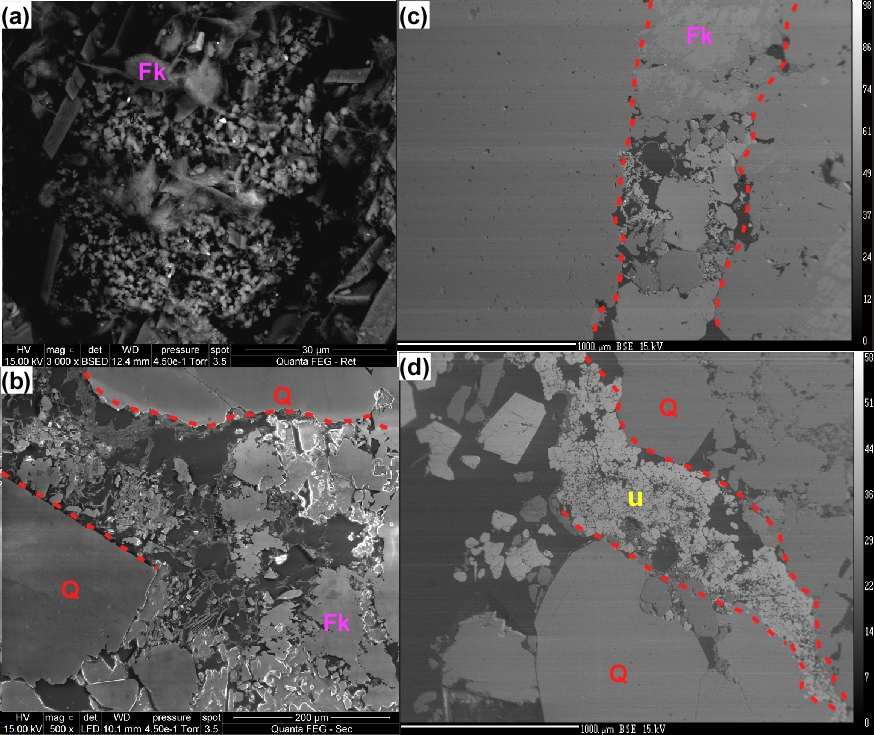 (a)
Fk
HV mag c det WD pressure spot 30 µm
15.00 kV 3 000 x BSED 12.4 mm 4.50e-1 Torr 3.5 Quanta FEG - Ret
(b)
Q
Q
Fk
HV mag c det WD pressure spot 200 µm
15.00 kV 500 x LFD 10.1 mm 4.50e-1 Torr 3.5 Quanta FEG - Sec
(c)
Fk
98
86
74
61
49
37
24
12
0
1000µm BSE 15.kV
(d)
Q
u
Q
58
51
44
36
29
22
14
7
0
1000µm BSE 15.kV